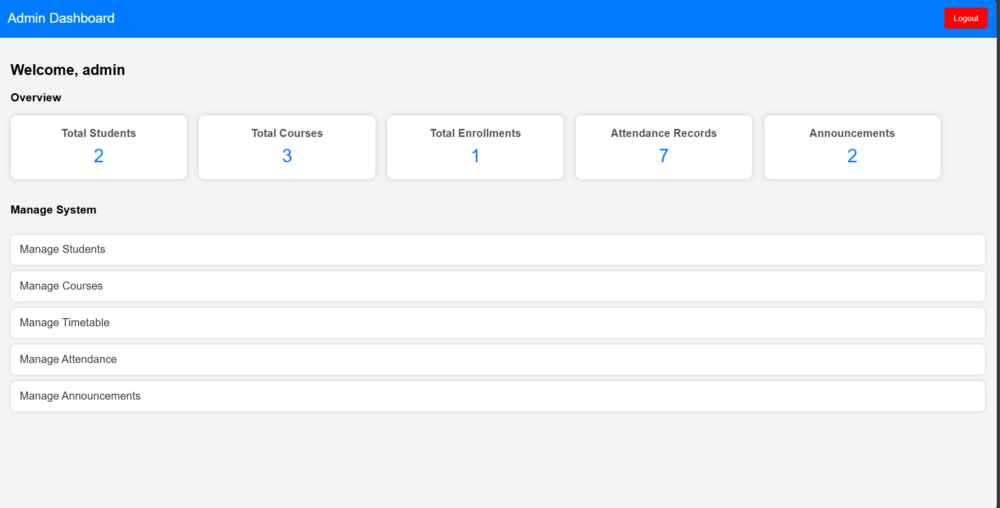 Admin Dashboard
Logout
Welcome, admin
Overview
Total Students
2
Total Courses
3
Total Enrollments
1
Attendance Records
7
Announcements
2
Manage System
Manage Students
Manage Courses
Manage Timetable
Manage Attendance
Manage Announcements